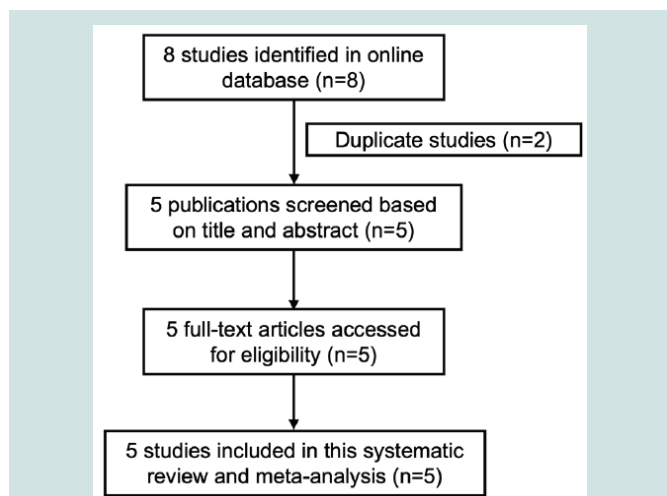 8 studies identified in online
database (n=8)
Duplicate studies (n=2)
5 publications screened based
on title and abstract (n=5)
5 full-text articles accessed
for eligibility (n=5)
5 studies included in this systematic
review and meta-analysis (n=5)